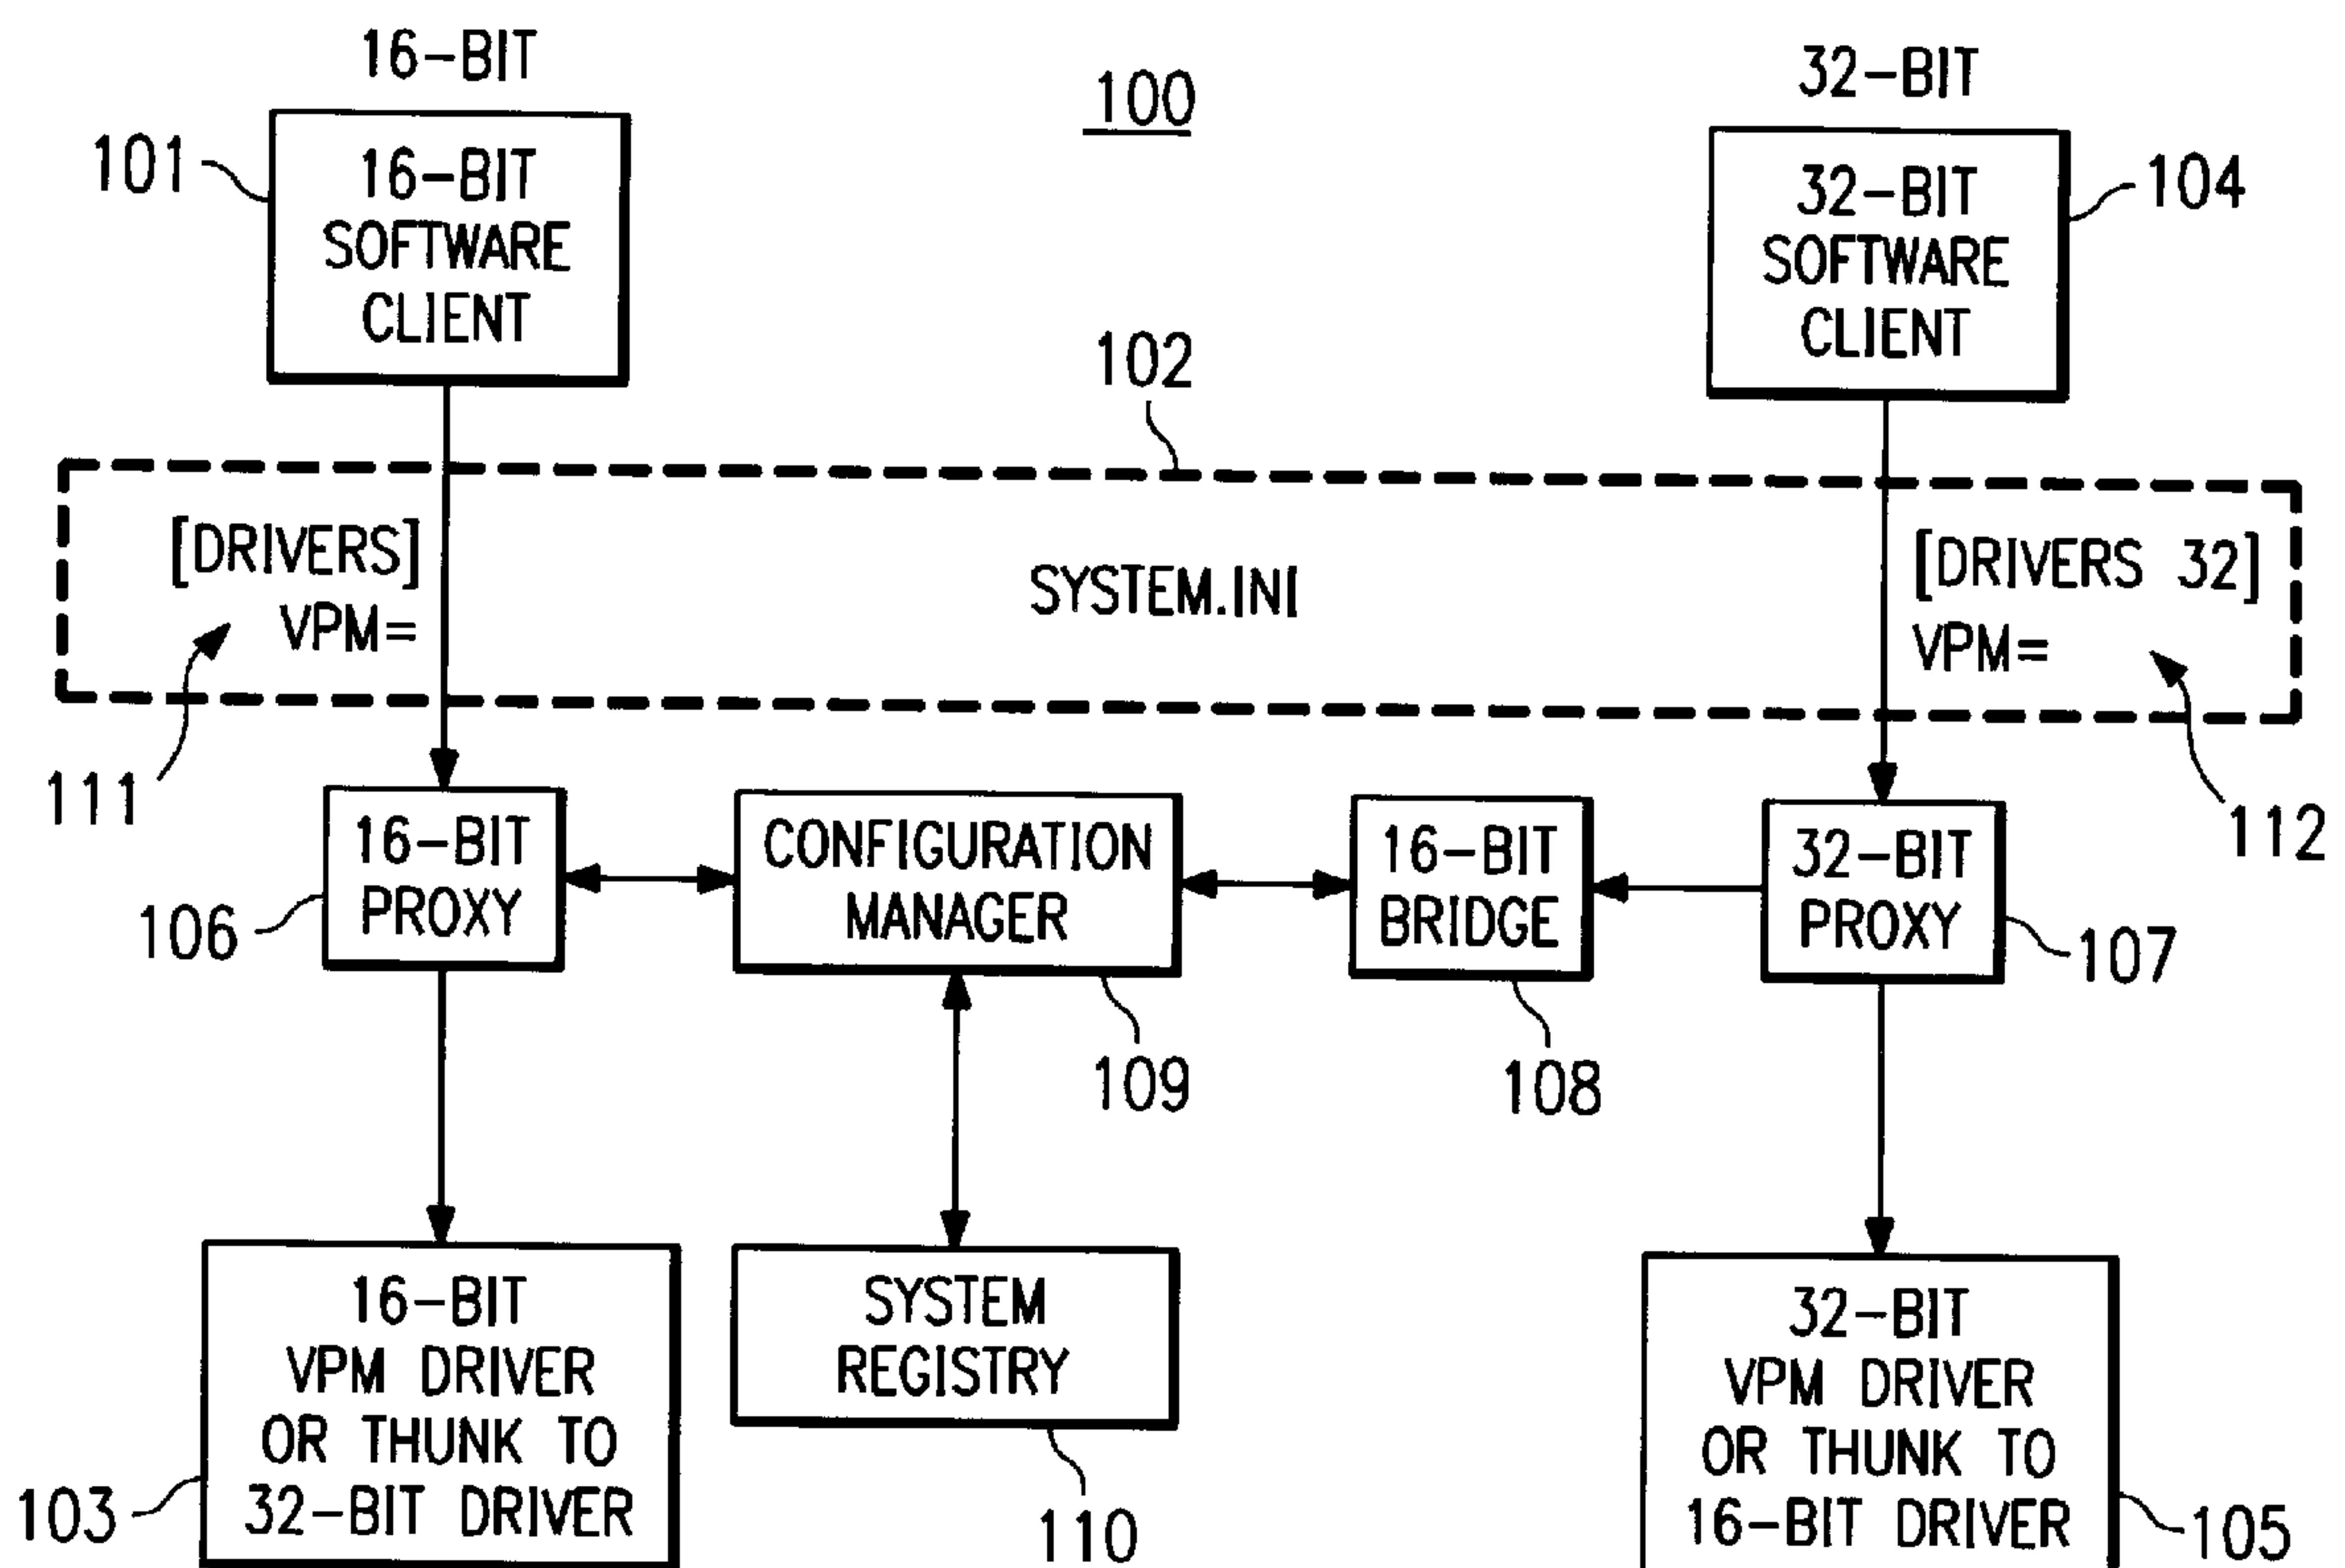 16-BIT
100
32-BIT
101
16-BIT
SOFTWARE
CLIENT
32-BIT
SOFTWARE
CLIENT
104
102
[DRIVERS]
VPM=
SYSTEM.INI
[DRIVERS 32]
VPM=
111
112
16-BIT
PROXY
106
CONFIGURATION
MANAGER
109
16-BIT
BRIDGE
108
32-BIT
PROXY
107
16-BIT
VPM DRIVER
OR THUNK TO
32-BIT DRIVER
103
SYSTEM
REGISTRY
110
32-BIT
VPM DRIVER
OR THUNK TO
16-BIT DRIVER
105